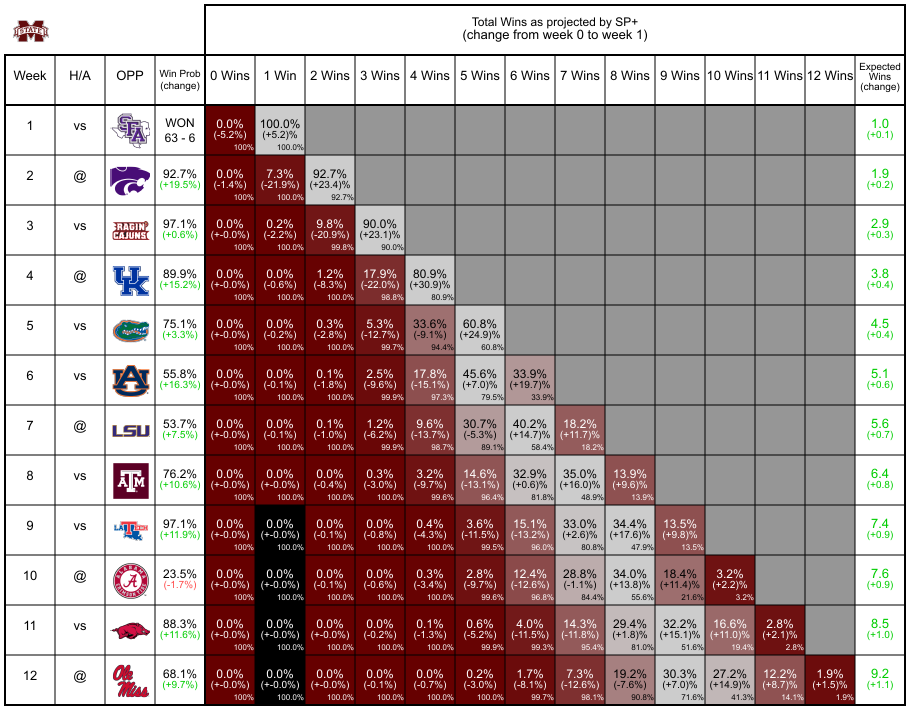 STATE
Total Wins as projected by SP+
(change from week 0 to week 1)
Week H/A OPP Win Prob (change) 0 Wins 1 Win 2 Wins 3 Wins 4 Wins 5 Wins 6 Wins 7 Wins 8 Wins 9 Wins 10 Wins 11 Wins 12 Wins Expected Wins (change)
1 vs SFA WON 0.0% 100.0% 1.0
63 - 6 (-5.2%) (+5.2)% (+0.1)
100% 100.0%
2 @ 92.7% 0.0% 7.3% 92.7% 1.9
(+19.5%) (-1.4%) (-21.9%) (+23.4)% (+0.2)
100% 100.0% 92.7%
3 vs RAGIN' CAJUNS 97.1% 0.0% 0.2% 9.8% 90.0% 2.9
(+0.6%) (+-0.0%) (-2.2%) (-20.9%) (+23.1)% (+0.3)
100% 100.0% 99.8% 90.0%
4 @ UK 89.9% 0.0% 0.0% 1.2% 17.9% 80.9% 3.8
(+15.2%) (+-0.0%) (-0.6%) (-8.3%) (-22.0%) (+30.9)% (+0.4)
100% 100.0% 100.0% 98.8% 80.9%
5 vs 75.1% 0.0% 0.0% 0.3% 5.3% 33.6% 60.8% 4.5
(+3.3%) (+-0.0%) (-0.2%) (-2.8%) (-12.7%) (-9.1%) (+24.9)% (+0.4)
100% 100.0% 100.0% 99.7% 94.4% 60.8%
6 vs AU 55.8% 0.0% 0.0% 0.1% 2.5% 17.8% 45.6% 33.9% 5.1
(+16.3%) (+-0.0%) (-0.1%) (-1.8%) (-9.6%) (-15.1%) (+7.0)% (+19.7)% (+0.6)
100% 100.0% 100.0% 99.9% 97.3% 79.5% 33.9%
7 @ LSU 53.7% 0.0% 0.0% 0.1% 1.2% 9.6% 30.7% 40.2% 18.2% 5.6
(+7.5%) (+-0.0%) (-0.1%) (-1.0%) (-6.2%) (-13.7%) (-5.3%) (+14.7)% (+11.7)% (+0.7)
100% 100.0% 100.0% 99.9% 98.7% 89.1% 58.4% 18.2%
8 vs ATM 76.2% 0.0% 0.0% 0.0% 0.3% 3.2% 14.6% 32.9% 35.0% 13.9% 6.4
(+10.6%) (+-0.0%) (+-0.0%) (-0.4%) (-3.0%) (-9.7%) (-13.1%) (+0.6)% (+16.0)% (+9.6)% (+0.8)
100% 100.0% 100.0% 100.0% 99.6% 96.4% 81.8% 48.9% 13.9%
9 vs LA TECH 97.1% 0.0% 0.0% 0.0% 0.0% 0.4% 3.6% 15.1% 33.0% 34.4% 13.5% 7.4
(+11.9%) (+-0.0%) (+-0.0%) (-0.1%) (-0.8%) (-4.3%) (-11.5%) (-13.2%) (+2.6)% (+17.6)% (+9.8)% (+0.9)
100% 100.0% 100.0% 100.0% 100.0% 99.5% 96.0% 80.8% 47.9% 13.5%
10 @ A 23.5% 0.0% 0.0% 0.0% 0.0% 0.3% 2.8% 12.4% 28.8% 34.0% 18.4% 3.2% 7.6
(-1.7%) (+-0.0%) (+-0.0%) (-0.1%) (-0.6%) (-3.4%) (-9.7%) (-12.6%) (-1.1%) (+13.8)% (+11.4)% (+2.2)% (+0.9)
100% 100.0% 100.0% 100.0% 100.0% 99.6% 96.8% 84.4% 55.6% 21.6% 3.2%
11 vs 88.3% 0.0% 0.0% 0.0% 0.0% 0.1% 0.6% 4.0% 14.3% 29.4% 32.2% 16.6% 2.8% 8.5
(+11.6%) (+-0.0%) (+-0.0%) (+-0.0%) (-0.2%) (-1.3%) (-5.2%) (-11.5%) (-11.8%) (+1.8)% (+15.1)% (+11.0)% (+2.1)% (+1.0)
100% 100.0% 100.0% 100.0% 100.0% 99.9% 99.3% 95.4% 81.0% 51.6% 19.4% 2.8%
12 @ Ole Miss 68.1% 0.0% 0.0% 0.0% 0.0% 0.0% 0.2% 1.7% 7.3% 19.2% 30.3% 27.2% 12.2% 1.9% 9.2
(+9.7%) (+-0.0%) (+-0.0%) (+-0.0%) (-0.1%) (-0.7%) (-3.0%) (-8.1%) (-12.6%) (-7.6%) (+7.0)% (+14.9)% (+8.7)% (+1.5)% (+1.1)
100% 100.0% 100.0% 100.0% 100.0% 100.0% 99.7% 98.1% 90.8% 71.6% 41.3% 14.1% 1.9%